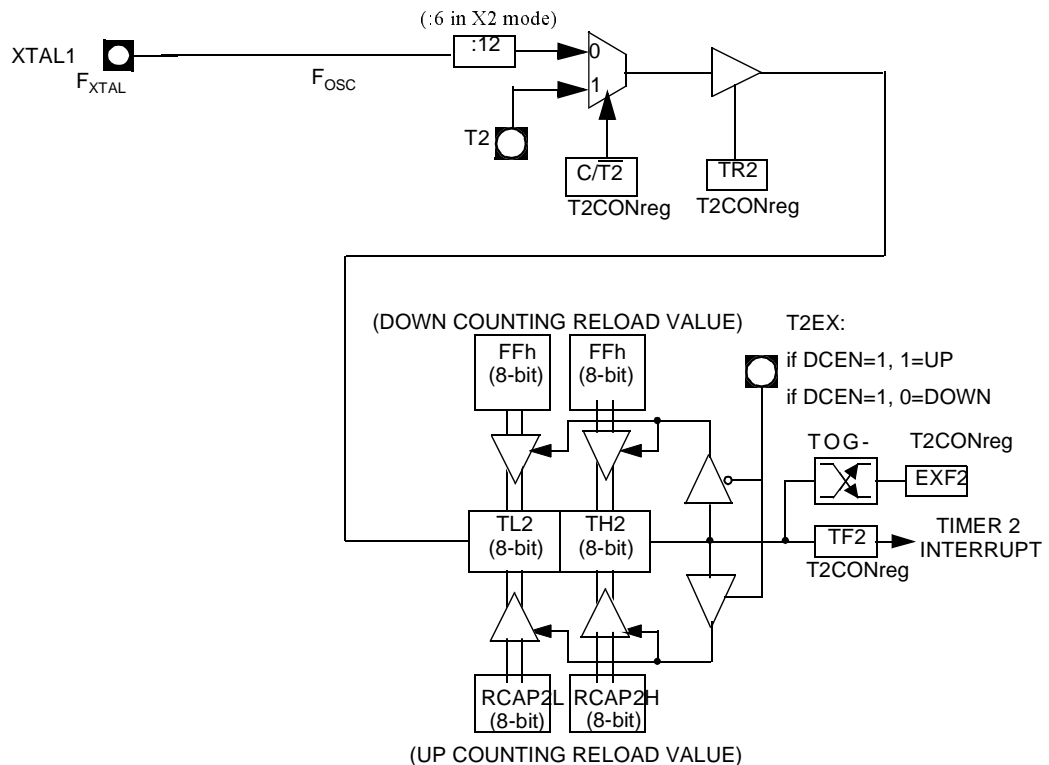 (:6 in X2 mode)
XTAL1
:12
0
FXTAL
FOSC
1
T2
C/T2
TR2
T2CONreg
T2CONreg
(DOWN COUNTING RELOAD VALUE)
T2EX:
FFh
(8-bit)
FFh
(8-bit)
if DCEN=1, 1=UP
if DCEN=1, 0=DOWN
TOG-
T2CONreg
EXF2
TL2
(8-bit)
TH2
(8-bit)
TF2
TIMER 2
INTERRUPT
T2CONreg
RCAP2L
(8-bit)
RCAP2H
(8-bit)
(UP COUNTING RELOAD VALUE)